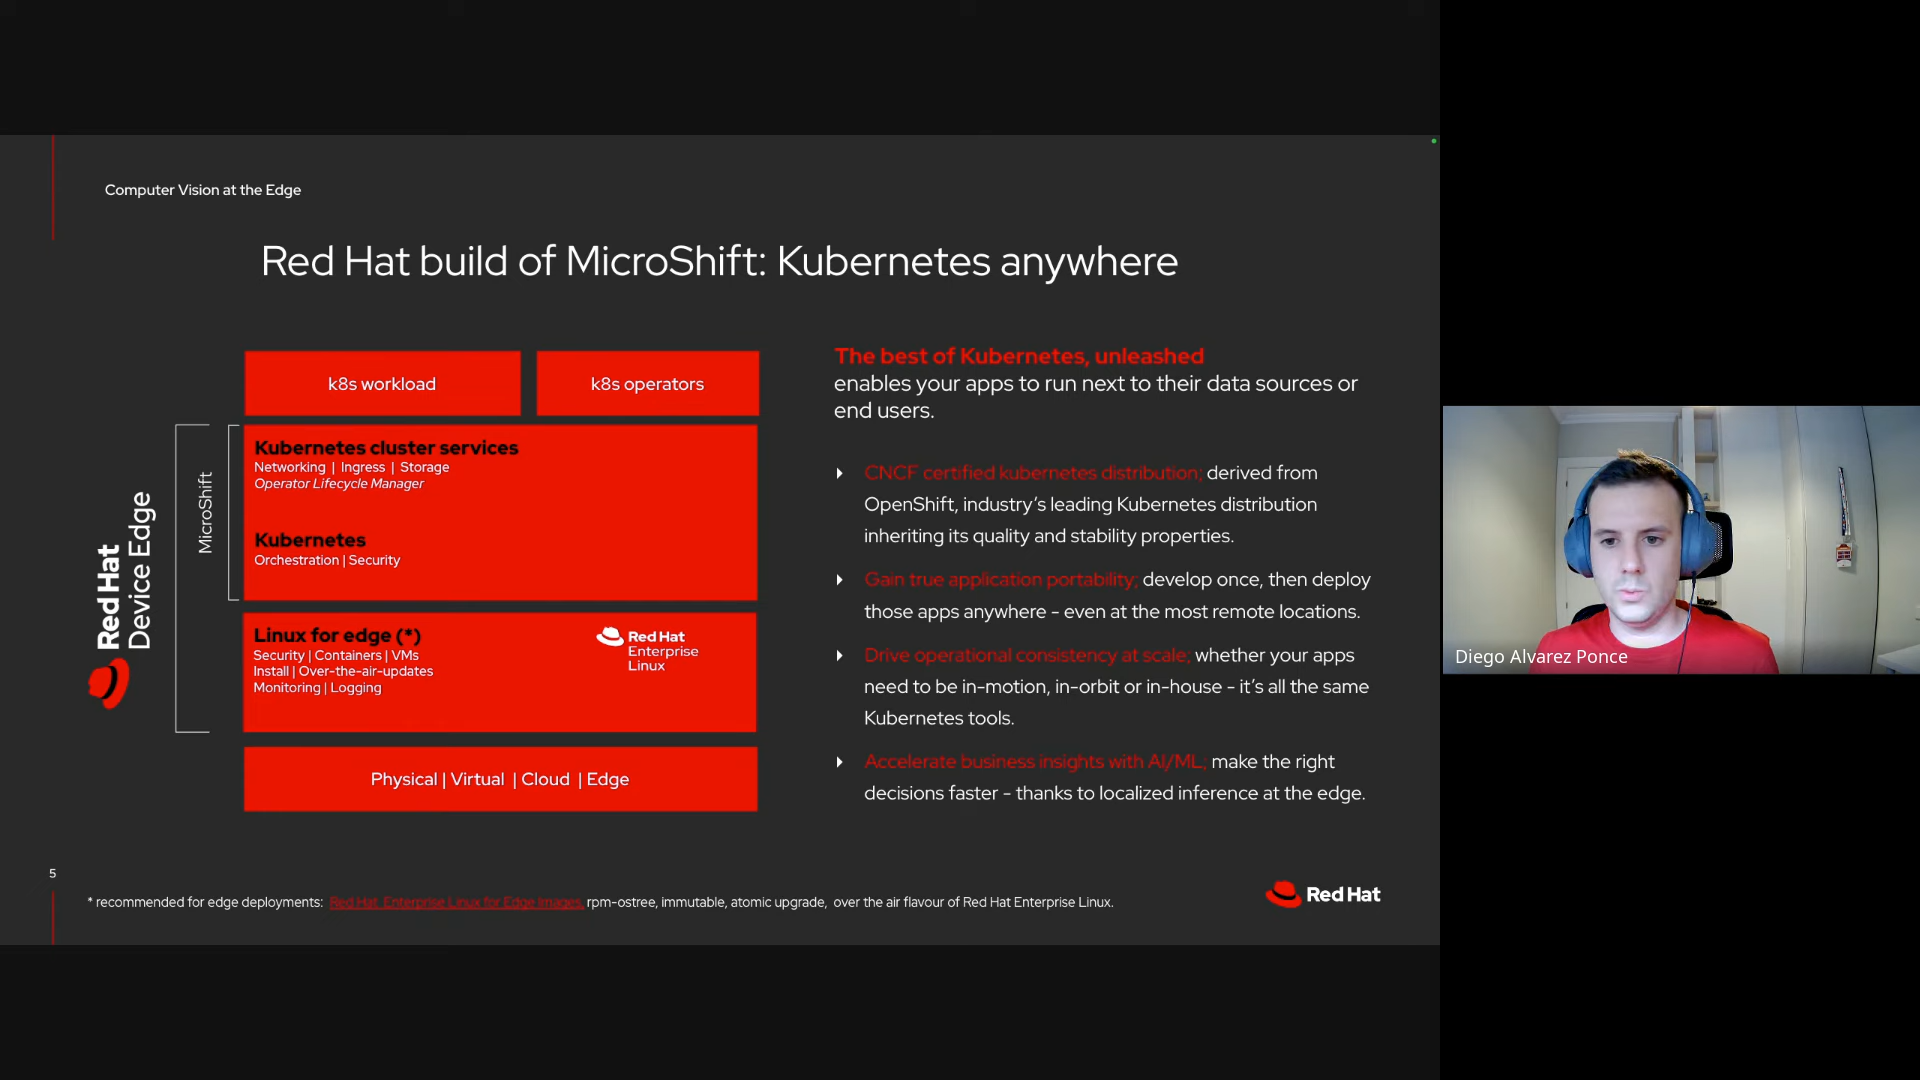 Computer Vision at the Edge
Red Hat build of MicroShift: Kubernetes anywhere
k8s workload
k8s operators
Kubernetes cluster services
Networking | Ingress | Storage
Operator Lifecycle Manager
Kubernetes
Orchestration | Security
MicroShift
Red Hat
Device Edge
Linux for edge (*)
Security | Containers | VMs
Install | Over-the-air-updates
Monitoring | Logging
Red Hat
Enterprise
Linux
Physical | Virtual | Cloud | Edge
The best of Kubernetes, unleashed
enables your apps to run next to their data sources or
end users.
CNCF certified kubernetes distribution; derived from
OpenShift, industry's leading Kubernetes distribution
inheriting its quality and stability properties.
Gain true application portability; develop once, then deploy
those apps anywhere - even at the most remote locations.
Drive operational consistency at scale; whether your apps
need to be in-motion, in-orbit or in-house - it's all the same
Kubernetes tools.
Accelerate business insights with AI/ML; make the right
decisions faster - thanks to localized inference at the edge.
5
* recommended for edge deployments: Red Hat Enterprise Linux for Edge Images, rpm-ostree, immutable, atomic upgrade, over the air flavour of Red Hat Enterprise Linux.
Red Hat
Diego Alvarez Ponce